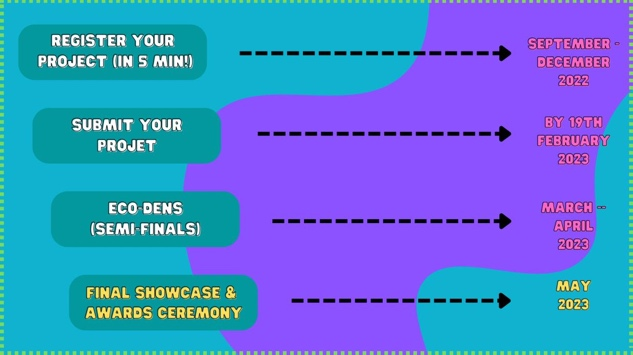 REGISTER YOUR
PROJECT (IN 5 MIN!)
SEPTEMBER -
DECEMBER
2022
SUBMIT YOUR
PROJET
BY 19TH
FEBRUARY
2023
ECO-DENS
(SEMI-FINALS)
MARCH --
APRIL
2023
FINAL SHOWCASE &
AWARDS CEREMONY
MAY
2023